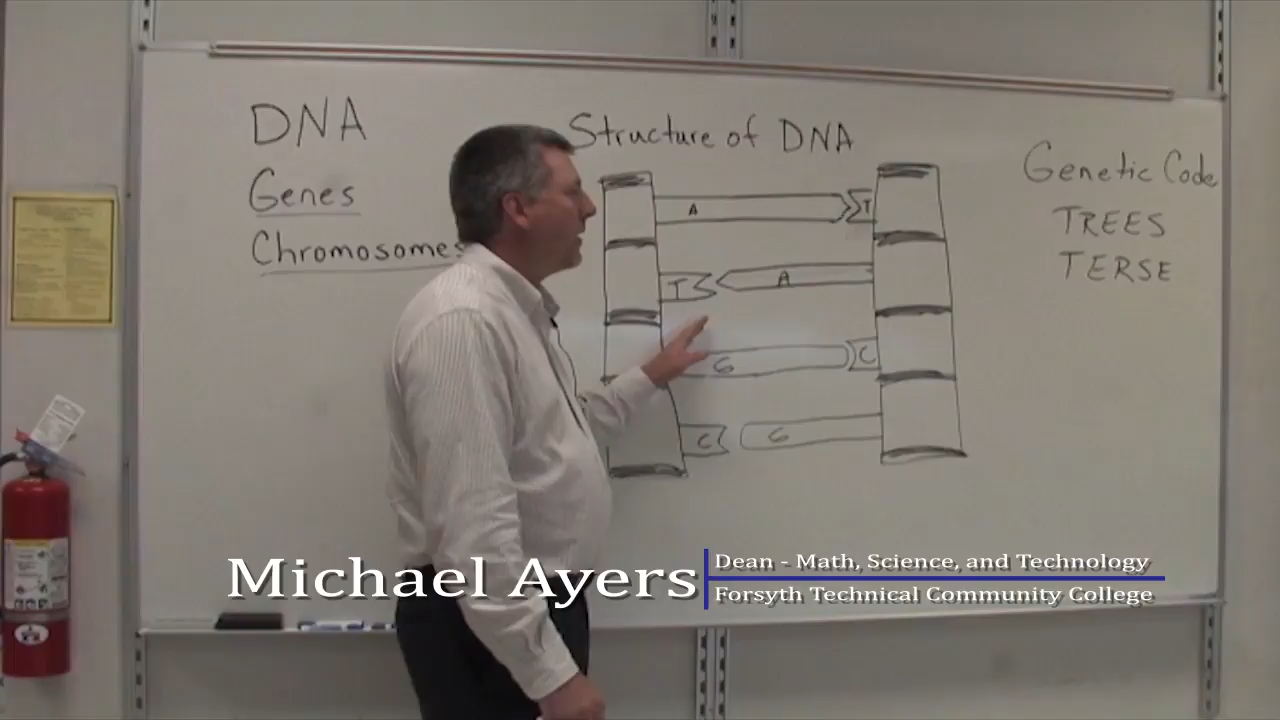 DNA
Genes
Chromosomes
Structure of DNA
A T
T A
G C
C G
Genetic Code
TREES
TERSE
Michael Ayers
Dean - Math, Science, and Technology
Forsyth Technical Community College